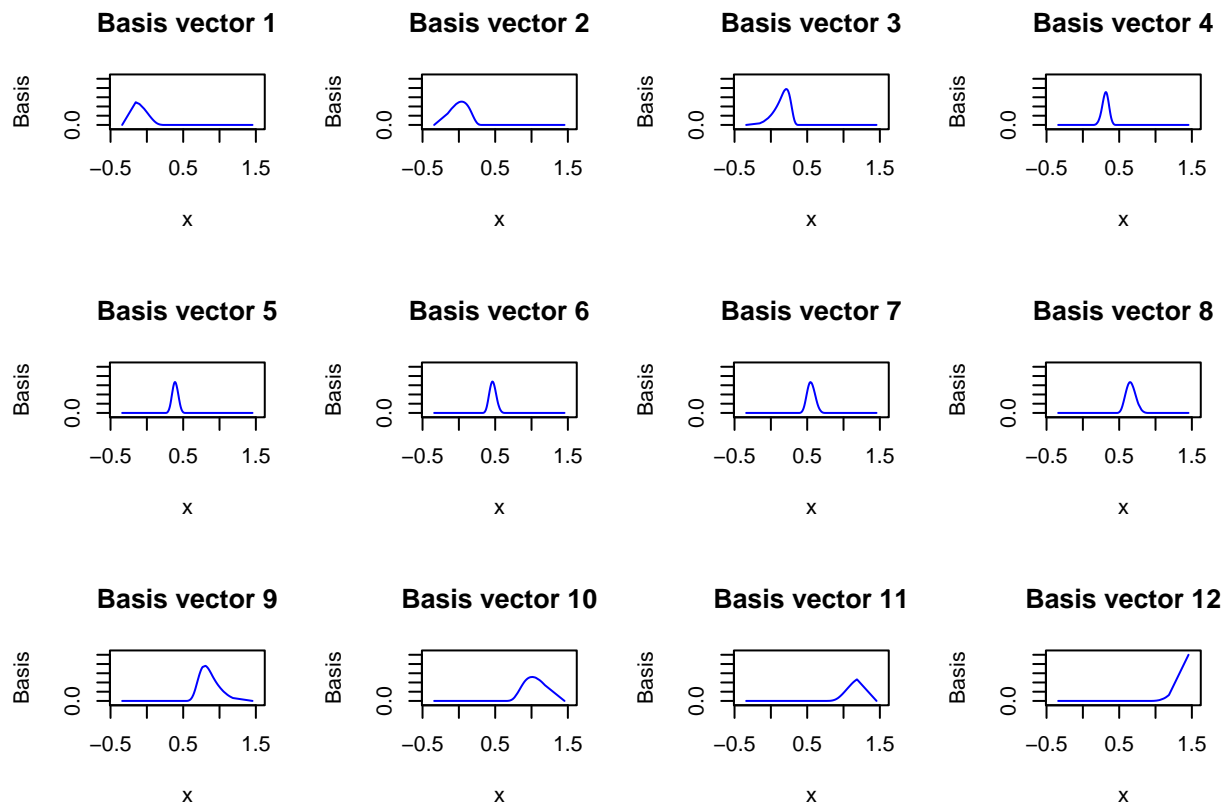 Basis vector 1
Basis
0.0
−0.5 0.5 1.5
x
Basis vector 2
Basis
0.0
−0.5 0.5 1.5
x
Basis vector 3
Basis
0.0
−0.5 0.5 1.5
x
Basis vector 4
Basis
0.0
−0.5 0.5 1.5
x
Basis vector 5
Basis
0.0
−0.5 0.5 1.5
x
Basis vector 6
Basis
0.0
−0.5 0.5 1.5
x
Basis vector 7
Basis
0.0
−0.5 0.5 1.5
x
Basis vector 8
Basis
0.0
−0.5 0.5 1.5
x
Basis vector 9
Basis
0.0
−0.5 0.5 1.5
x
Basis vector 10
Basis
0.0
−0.5 0.5 1.5
x
Basis vector 11
Basis
0.0
−0.5 0.5 1.5
x
Basis vector 12
Basis
0.0
−0.5 0.5 1.5
x